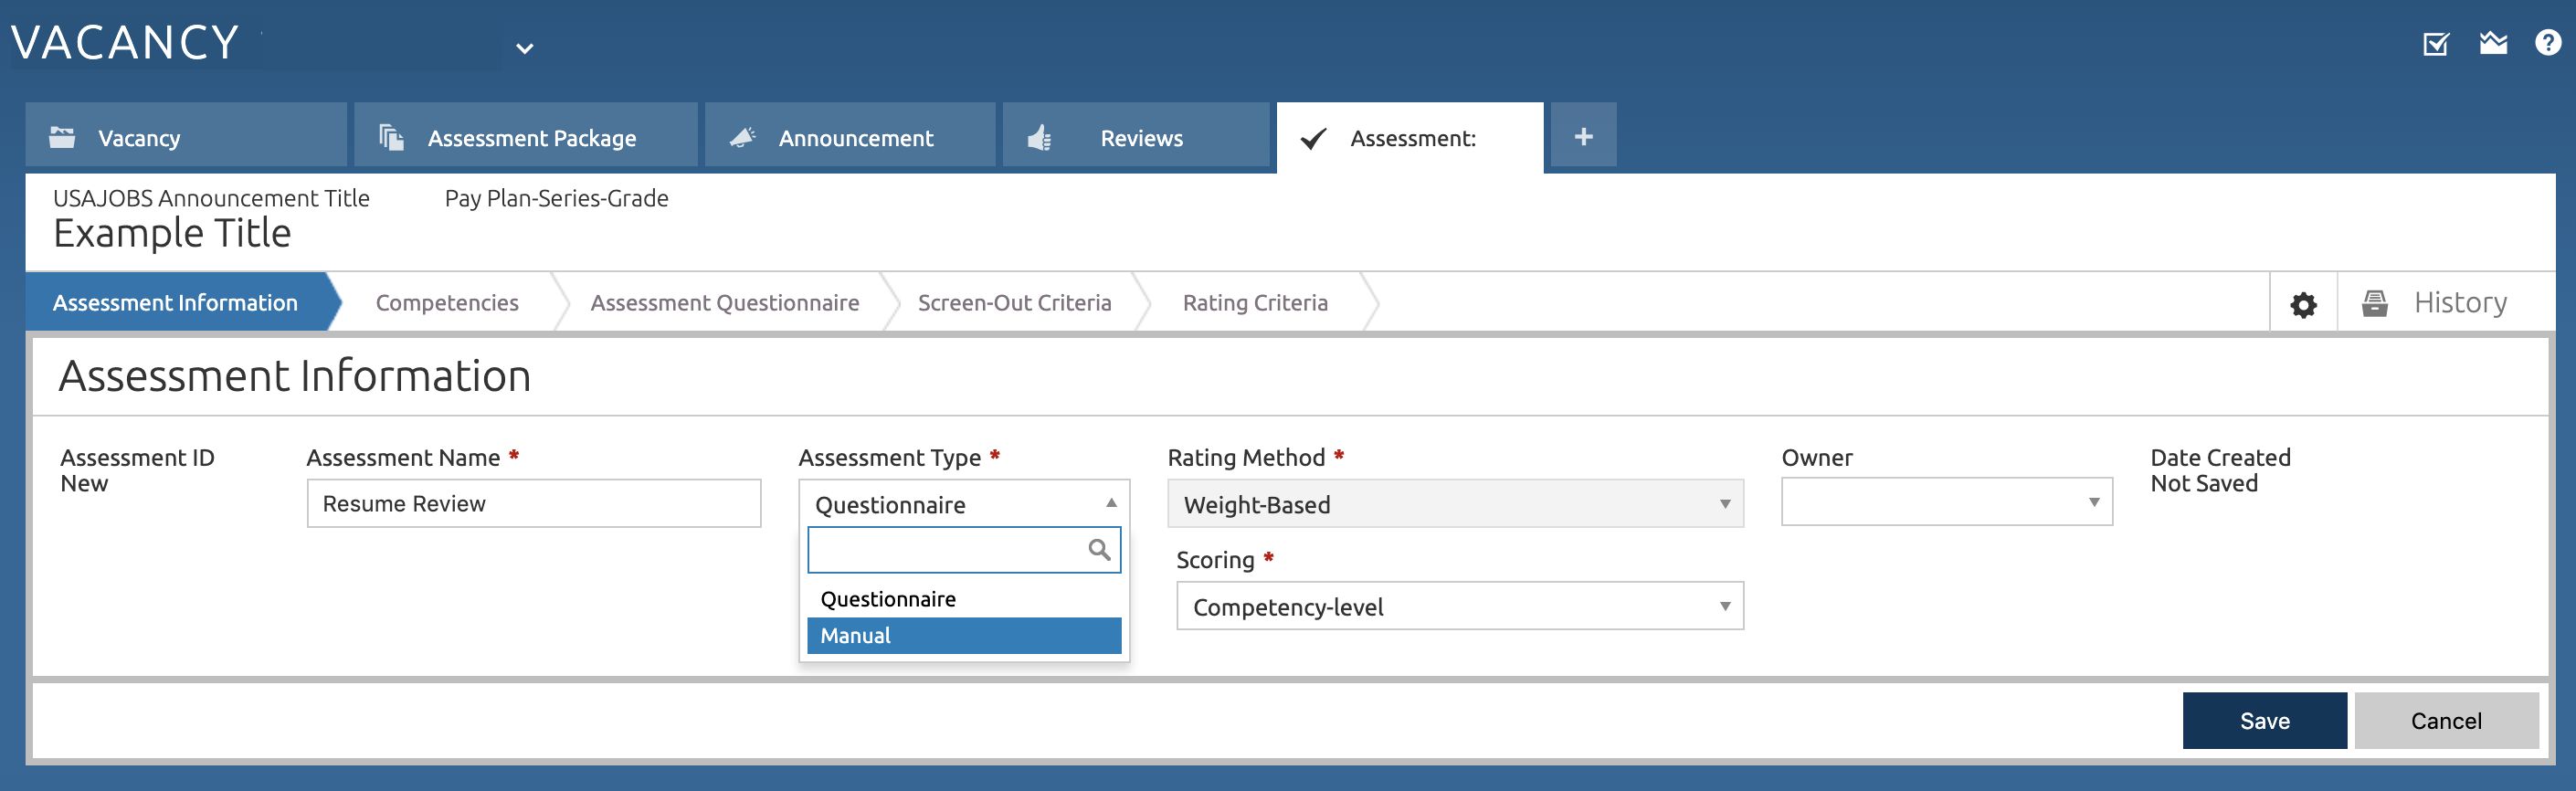 VACANCY
Vacancy
Assessment Package
Announcement
Reviews
Assessment:
+
USAJOBS Announcement Title
Pay Plan-Series-Grade
Example Title
Assessment Information
Competencies
Assessment Questionnaire
Screen-Out Criteria
Rating Criteria
History
Assessment Information
Assessment ID
New
Assessment Name *
Resume Review
Assessment Type *
Questionnaire
Questionnaire
Manual
Rating Method *
Weight-Based
Scoring *
Competency-level
Owner
Date Created
Not Saved
Save
Cancel